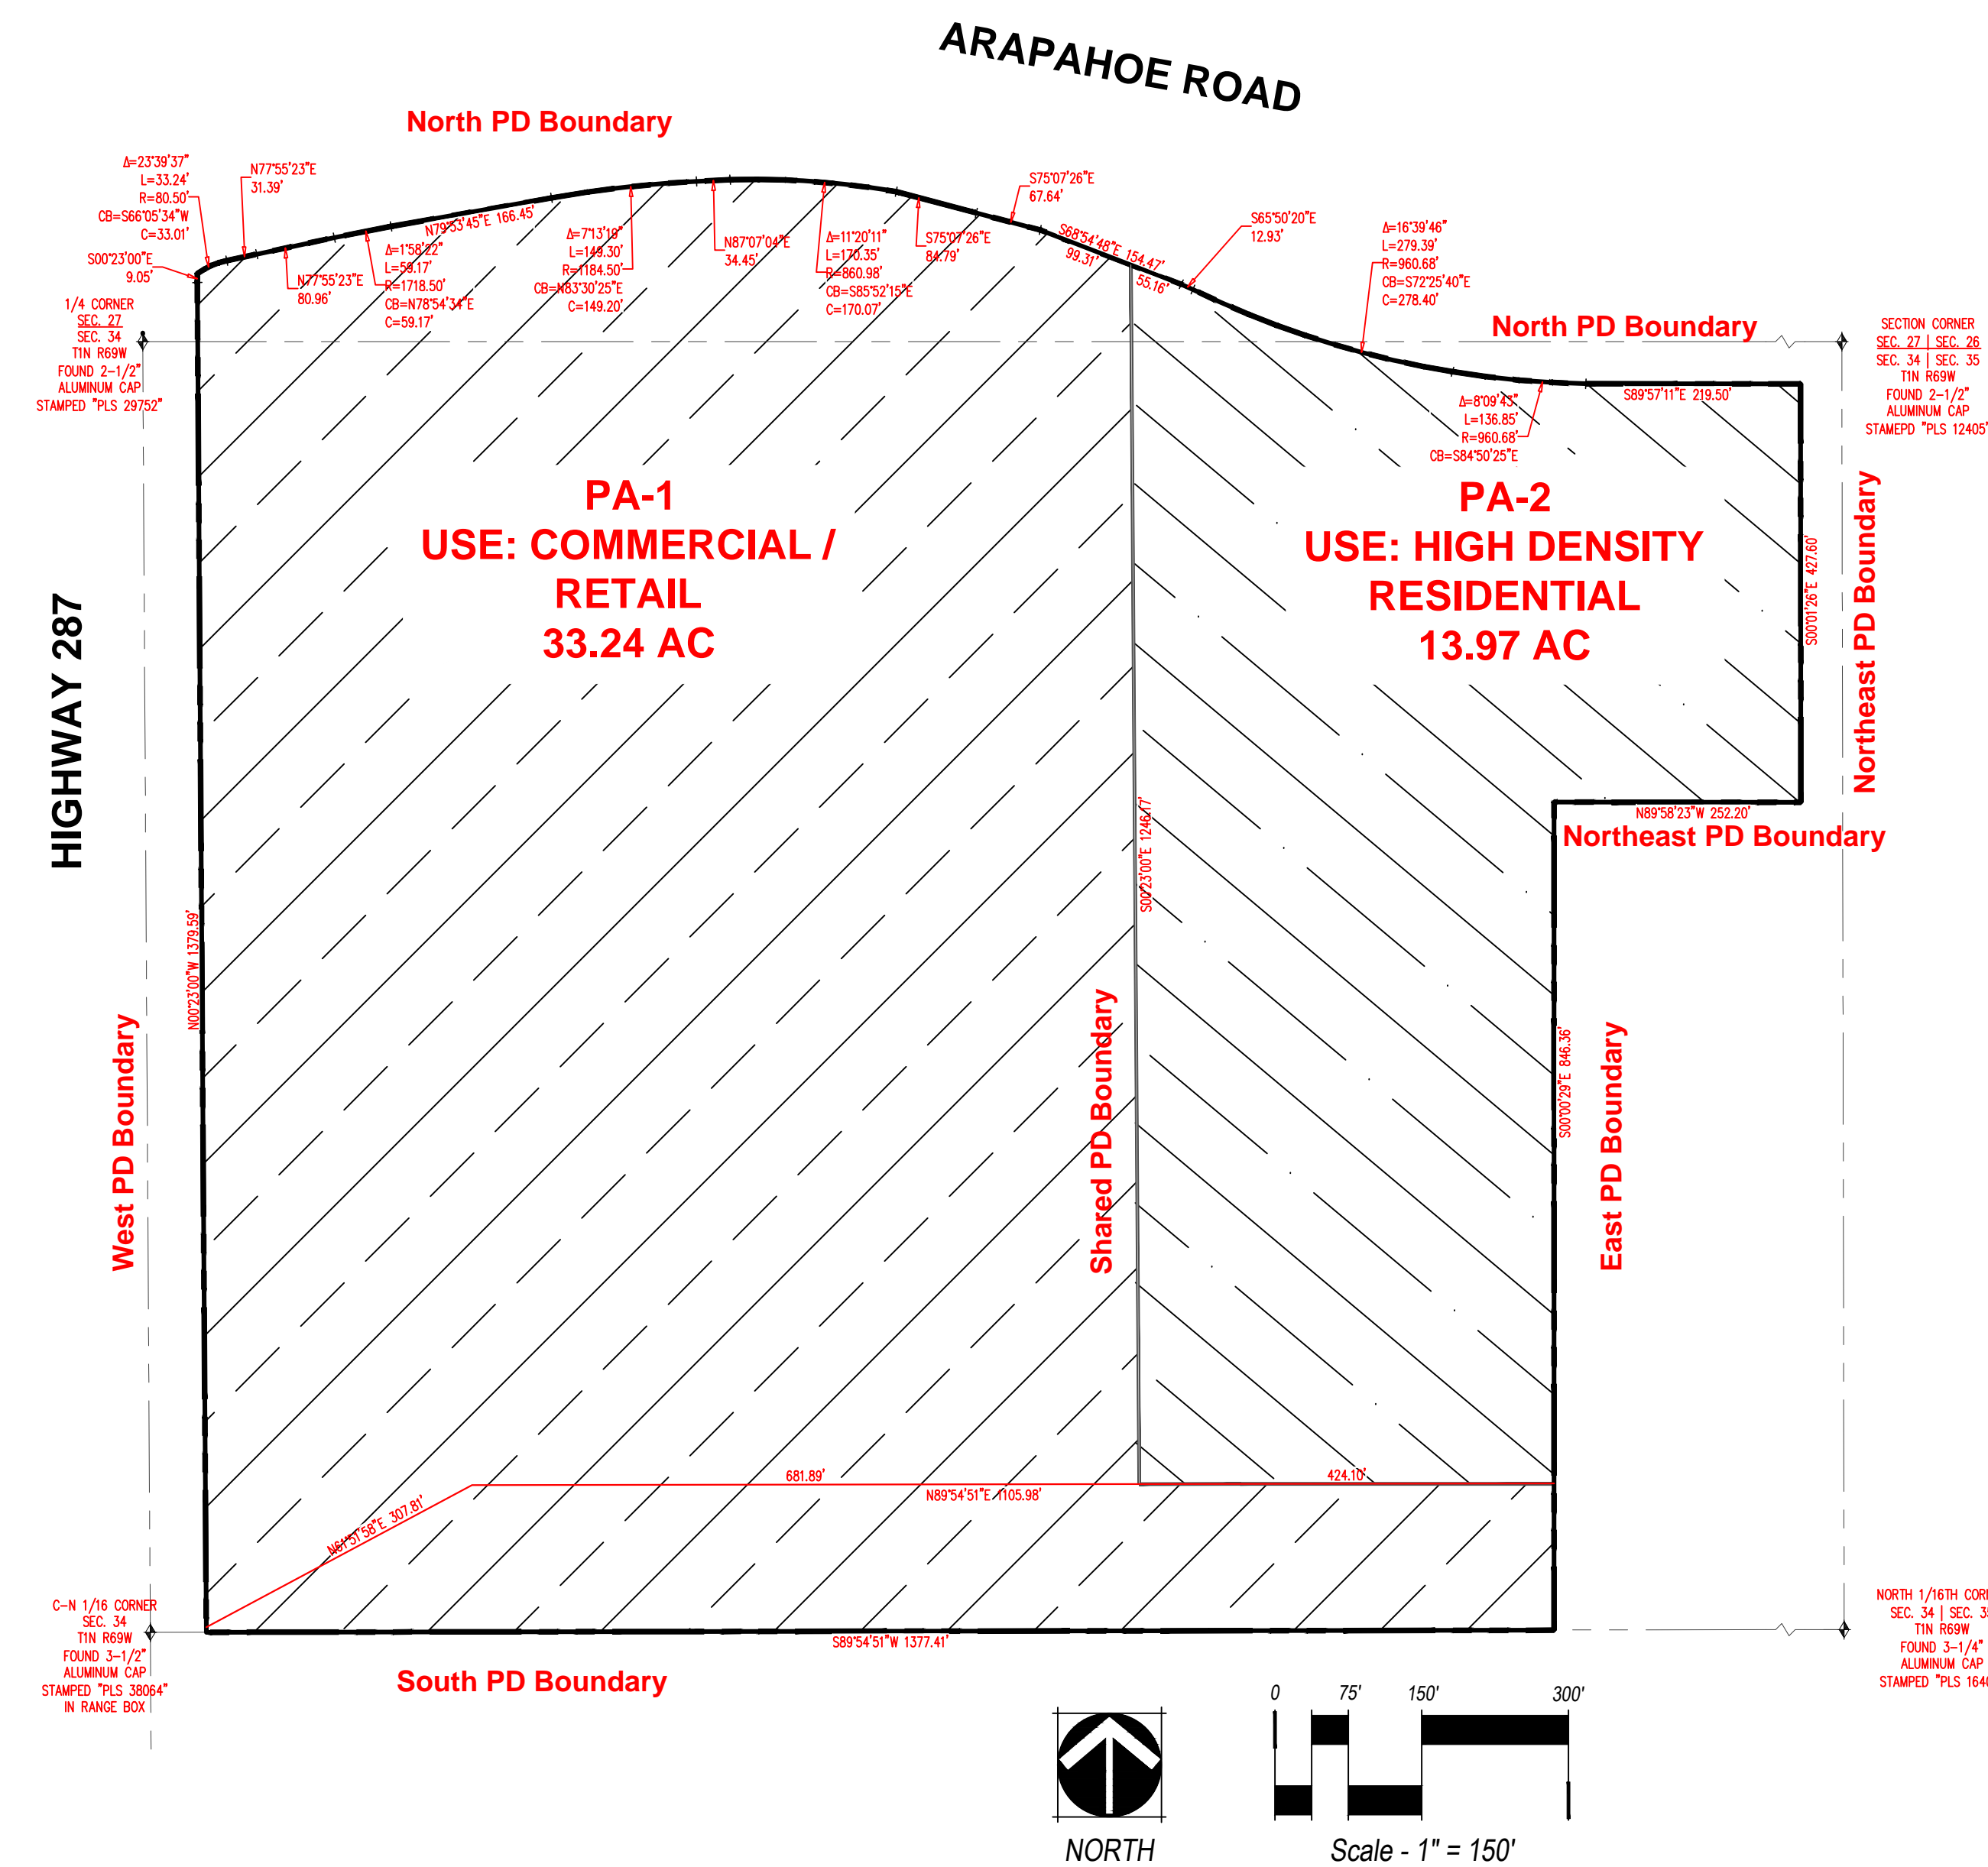 ARAPAHOE ROAD
North PD Boundary
Δ=23°39'37"
L=33.24'
R=80.50'
CB=S66°05'34"W
C=33.01'
N77°55'23"E
31.39'
S00°23'00"E
9.05'
N77°55'23"E
80.96'
Δ=1°58'22"
L=59.17'
R=1718.50'
CB=N78°54'34"E
C=59.17'
N79°53'45"E 166.45'
Δ=7°13'19"
L=149.30'
R=1184.50'
CB=N83°30'25"E
C=149.20'
N87°07'04"E
34.45'
Δ=11°20'11"
L=170.35'
R=860.98'
CB=S85°52'15"E
C=170.07'
S75°07'26"E
84.79'
S75°07'26"E
67.64'
S68°54'48"E 154.47'
99.31'
55.16'
S65°50'20"E
12.93'
Δ=16°39'46"
L=279.39'
R=960.68'
CB=S72°25'40"E
C=278.40'
North PD Boundary
Δ=8°09'43"
L=136.85'
R=960.68'
CB=S84°50'25"E
S89°57'11"E 219.50'
1/4 CORNER
SEC. 27
SEC. 34
T1N R69W
FOUND 2-1/2"
ALUMINUM CAP
STAMPED "PLS 29752"
SECTION CORNER
SEC. 27 | SEC. 26
SEC. 34 | SEC. 35
T1N R69W
FOUND 2-1/2"
ALUMINUM CAP
STAMEPD "PLS 12405"
PA-1
USE: COMMERCIAL /
RETAIL
33.24 AC
PA-2
USE: HIGH DENSITY
RESIDENTIAL
13.97 AC
HIGHWAY 287
S00°01'26"E 427.60'
Northeast PD Boundary
N89°58'23"W 252.20'
Northeast PD Boundary
N00°23'00"W 1379.59'
West PD Boundary
S00°23'00"E 1246.17'
Shared PD Boundary
S00°00'29"E 846.36'
East PD Boundary
681.89'
424.10'
N89°54'51"E 1105.98'
N61°51'58"E 307.81'
S89°54'51"W 1377.41'
South PD Boundary
C-N 1/16 CORNER
SEC. 34
T1N R69W
FOUND 3-1/2"
ALUMINUM CAP
STAMPED "PLS 38064"
IN RANGE BOX
NORTH 1/16TH
SEC. 34 | SEC.
T1N R69W
FOUND 3-1/4"
ALUMINUM CAP
STAMPED "PLS
0 75' 150' 300'
NORTH
Scale - 1" = 150'